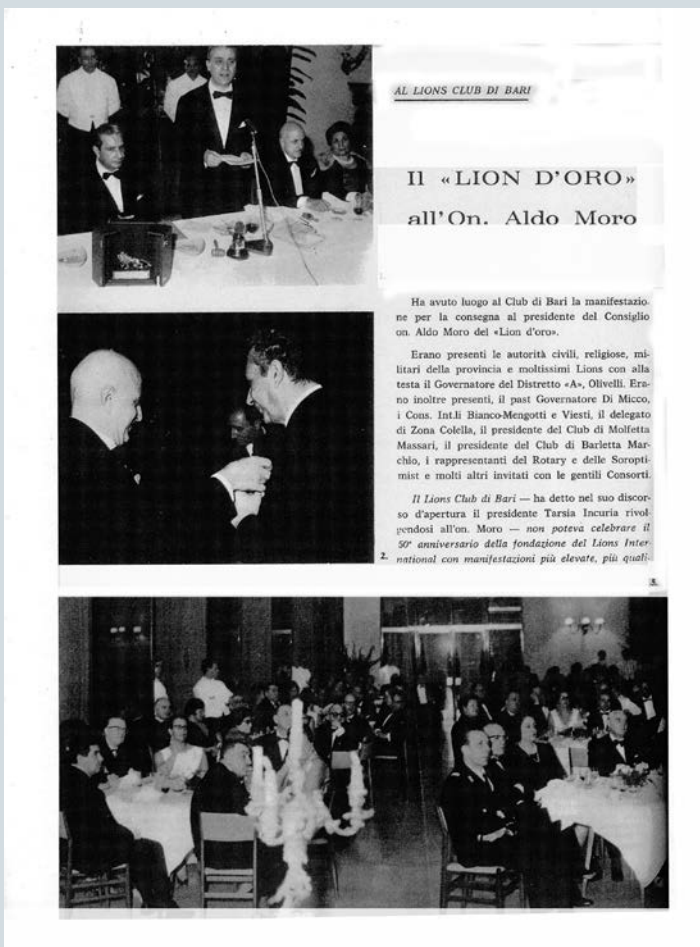 AL LIONS CLUB DI BARI
Il «LION D'ORO»
all'On. Aldo Moro
Ha avuto luogo al Club di Bari la manifestazio-
ne per la consegna al presidente del Consiglio
on. Aldo Moro del «Lion d'oro».
Erano presenti le autorità civili, religiose, mi-
litari della provincia e moltissimi Lions con alla
testa il Governatore del Distretto «A», Olivelli. Era-
no inoltre presenti, il past Governatore Di Micco,
i Cons. Int.li Bianco-Mengotti e Viesti, il delegato
di Zona Colella, il presidente del Club di Molfetta
Massari, il presidente del Club di Barletta Mar-
chio, i rappresentanti del Rotary e delle Soropti-
mist e molti altri invitati con le gentili Consorti.
Il Lions Club di Bari — ha detto nel suo discor-
so d'apertura il presidente Tarsia Incuria rivol-
gendosi all'on. Moro — non poteva celebrare il
50° anniversario della fondazione del Lions Inter-
national con manifestazioni più elevate, più quali-
2.